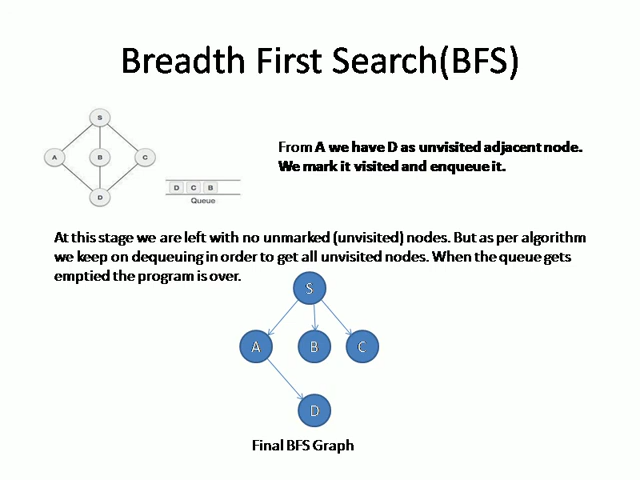 Breadth First Search(BFS)
S
A
B
C
D
D C B
Queue
From A we have D as unvisited adjacent node.
We mark it visited and enqueue it.
At this stage we are left with no unmarked (unvisited) nodes. But as per algorithm
we keep on dequeuing in order to get all unvisited nodes. When the queue gets
emptied the program is over.
S
A
B
C
D
Final BFS Graph